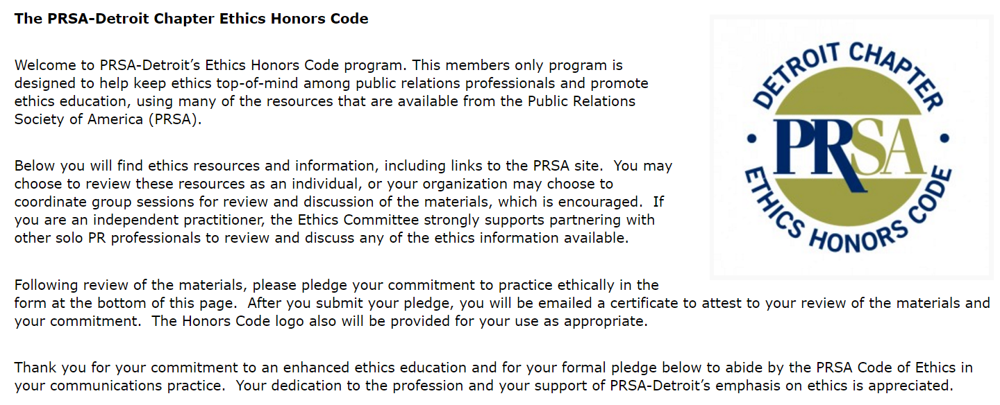 The PRSA-Detroit Chapter Ethics Honors Code
Welcome to PRSA-Detroit’s Ethics Honors Code program. This members only program is
designed to help keep ethics top-of-mind among public relations professionals and promote
ethics education, using many of the resources that are available from the Public Relations
Society of America (PRSA).
Below you will find ethics resources and information, including links to the PRSA site.  You may
choose to review these resources as an individual, or your organization may choose to
coordinate group sessions for review and discussion of the materials, which is encouraged.  If
you are an independent practitioner, the Ethics Committee strongly supports partnering with
other solo PR professionals to review and discuss any of the ethics information available.
Following review of the materials, please pledge your commitment to practice ethically in the
form at the bottom of this page.  After you submit your pledge, you will be emailed a certificate to attest to your review of the materials and
your commitment.  The Honors Code logo also will be provided for your use as appropriate.
Thank you for your commitment to an enhanced ethics education and for your formal pledge below to abide by the PRSA Code of Ethics in
your communications practice.  Your dedication to the profession and your support of PRSA-Detroit’s emphasis on ethics is appreciated.
DETROIT CHAPTER
PRSA
ETHICS HONORS CODE